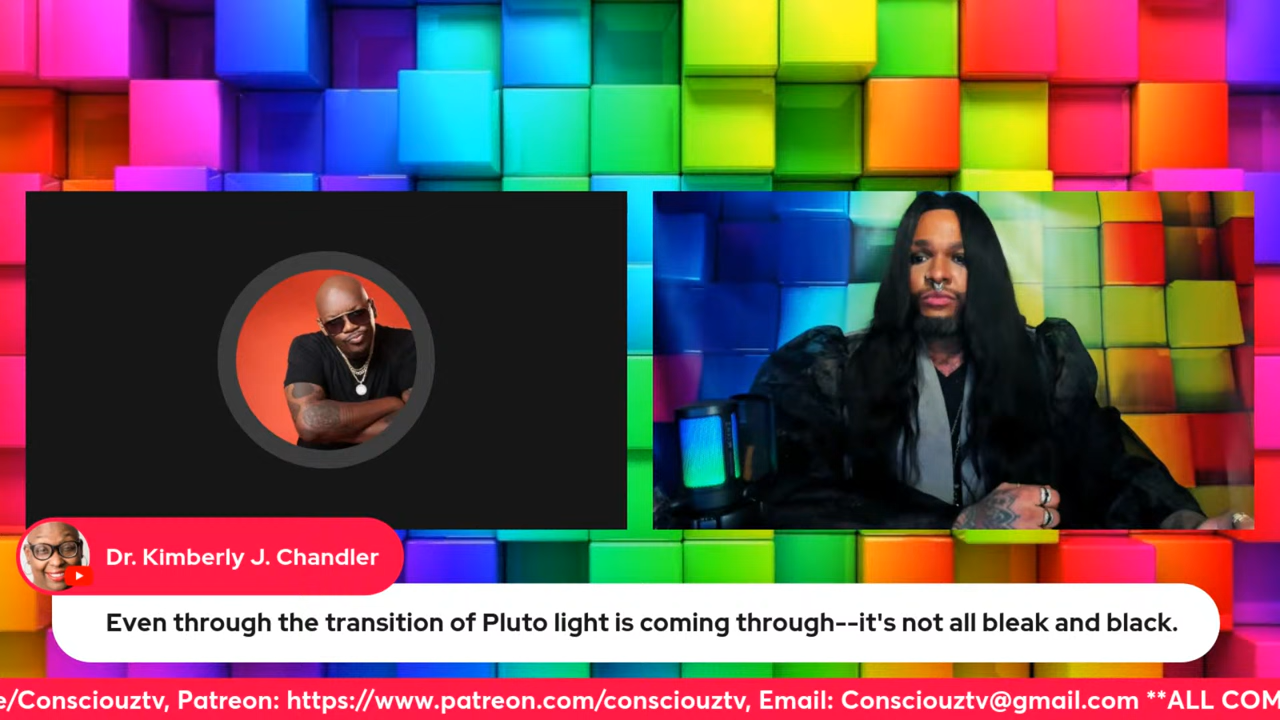 Dr. Kimberly J. Chandler
Even through the transition of Pluto light is coming through--it's not all bleak and black.
e/Consciouztv, Patreon: https://www.patreon.com/consciouztv, Email: Consciouztv@gmail.com **ALL COM